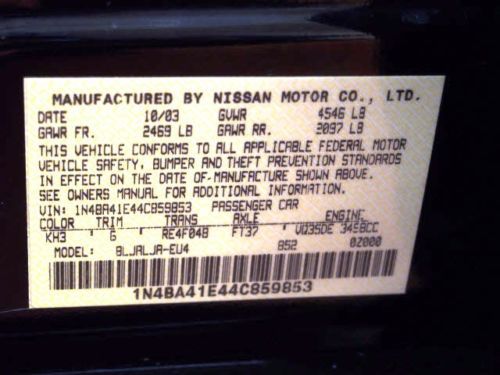 MANUFACTURED BY NISSAN MOTOR CO., LTD.
DATE 10/03 GVWR 4546 LB
GAWR FR. 2469 LB GAWR RR. 2097 LB
THIS VEHICLE CONFORMS TO ALL APPLICABLE FEDERAL MOTOR
VEHICLE SAFETY, BUMPER AND THEFT PREVENTION STANDARDS
IN EFFECT ON THE DATE OF MANUFACTURE SHOWN ABOVE.
SEE OWNERS MANUAL FOR ADDITIONAL INFORMATION.
VIN: 1N4BA41E44C859853 PASSENGER CAR
COLOR TRIM TRANS AXLE ENGINE
KH3 G RE4F04B FT37 VQ35DE 3498CC
MODEL: BLJALJA-EU4 852 02000
1N4BA41E44C859853